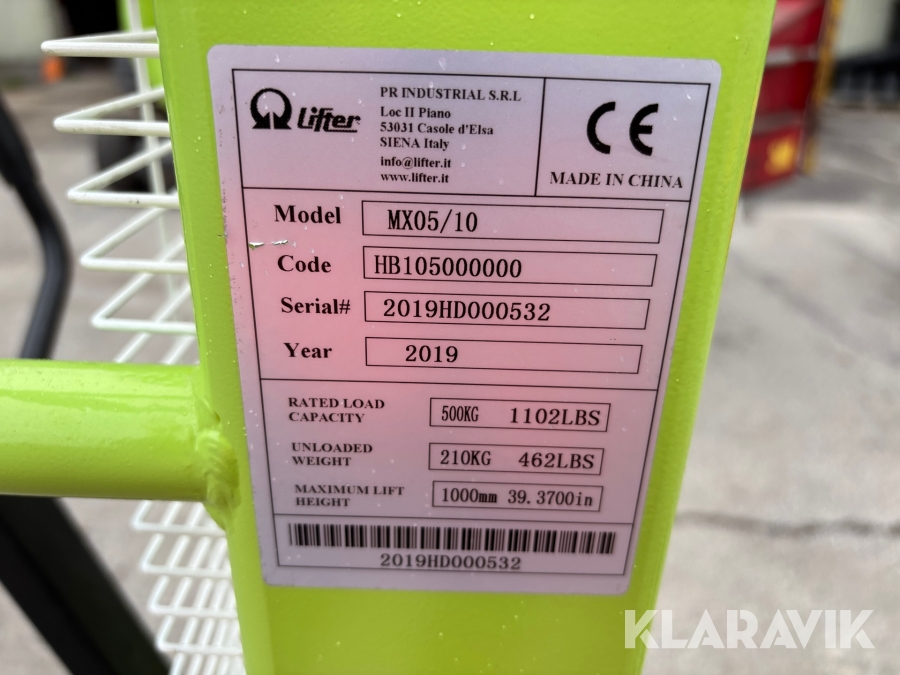 Lifter
PR INDUSTRIAL S.R.L
Loc II Piano
53031 Casole d'Elsa
SIENA Italy
info@lifter.it
www.lifter.it
CE
MADE IN CHINA
Model MX05/10
Code HB105000000
Serial# 2019HD000532
Year 2019
RATED LOAD CAPACITY 500KG 1102LBS
UNLOADED WEIGHT 210KG 462LBS
MAXIMUM LIFT HEIGHT 1000mm 39.3700in
2019HD000532
KLARAVIK